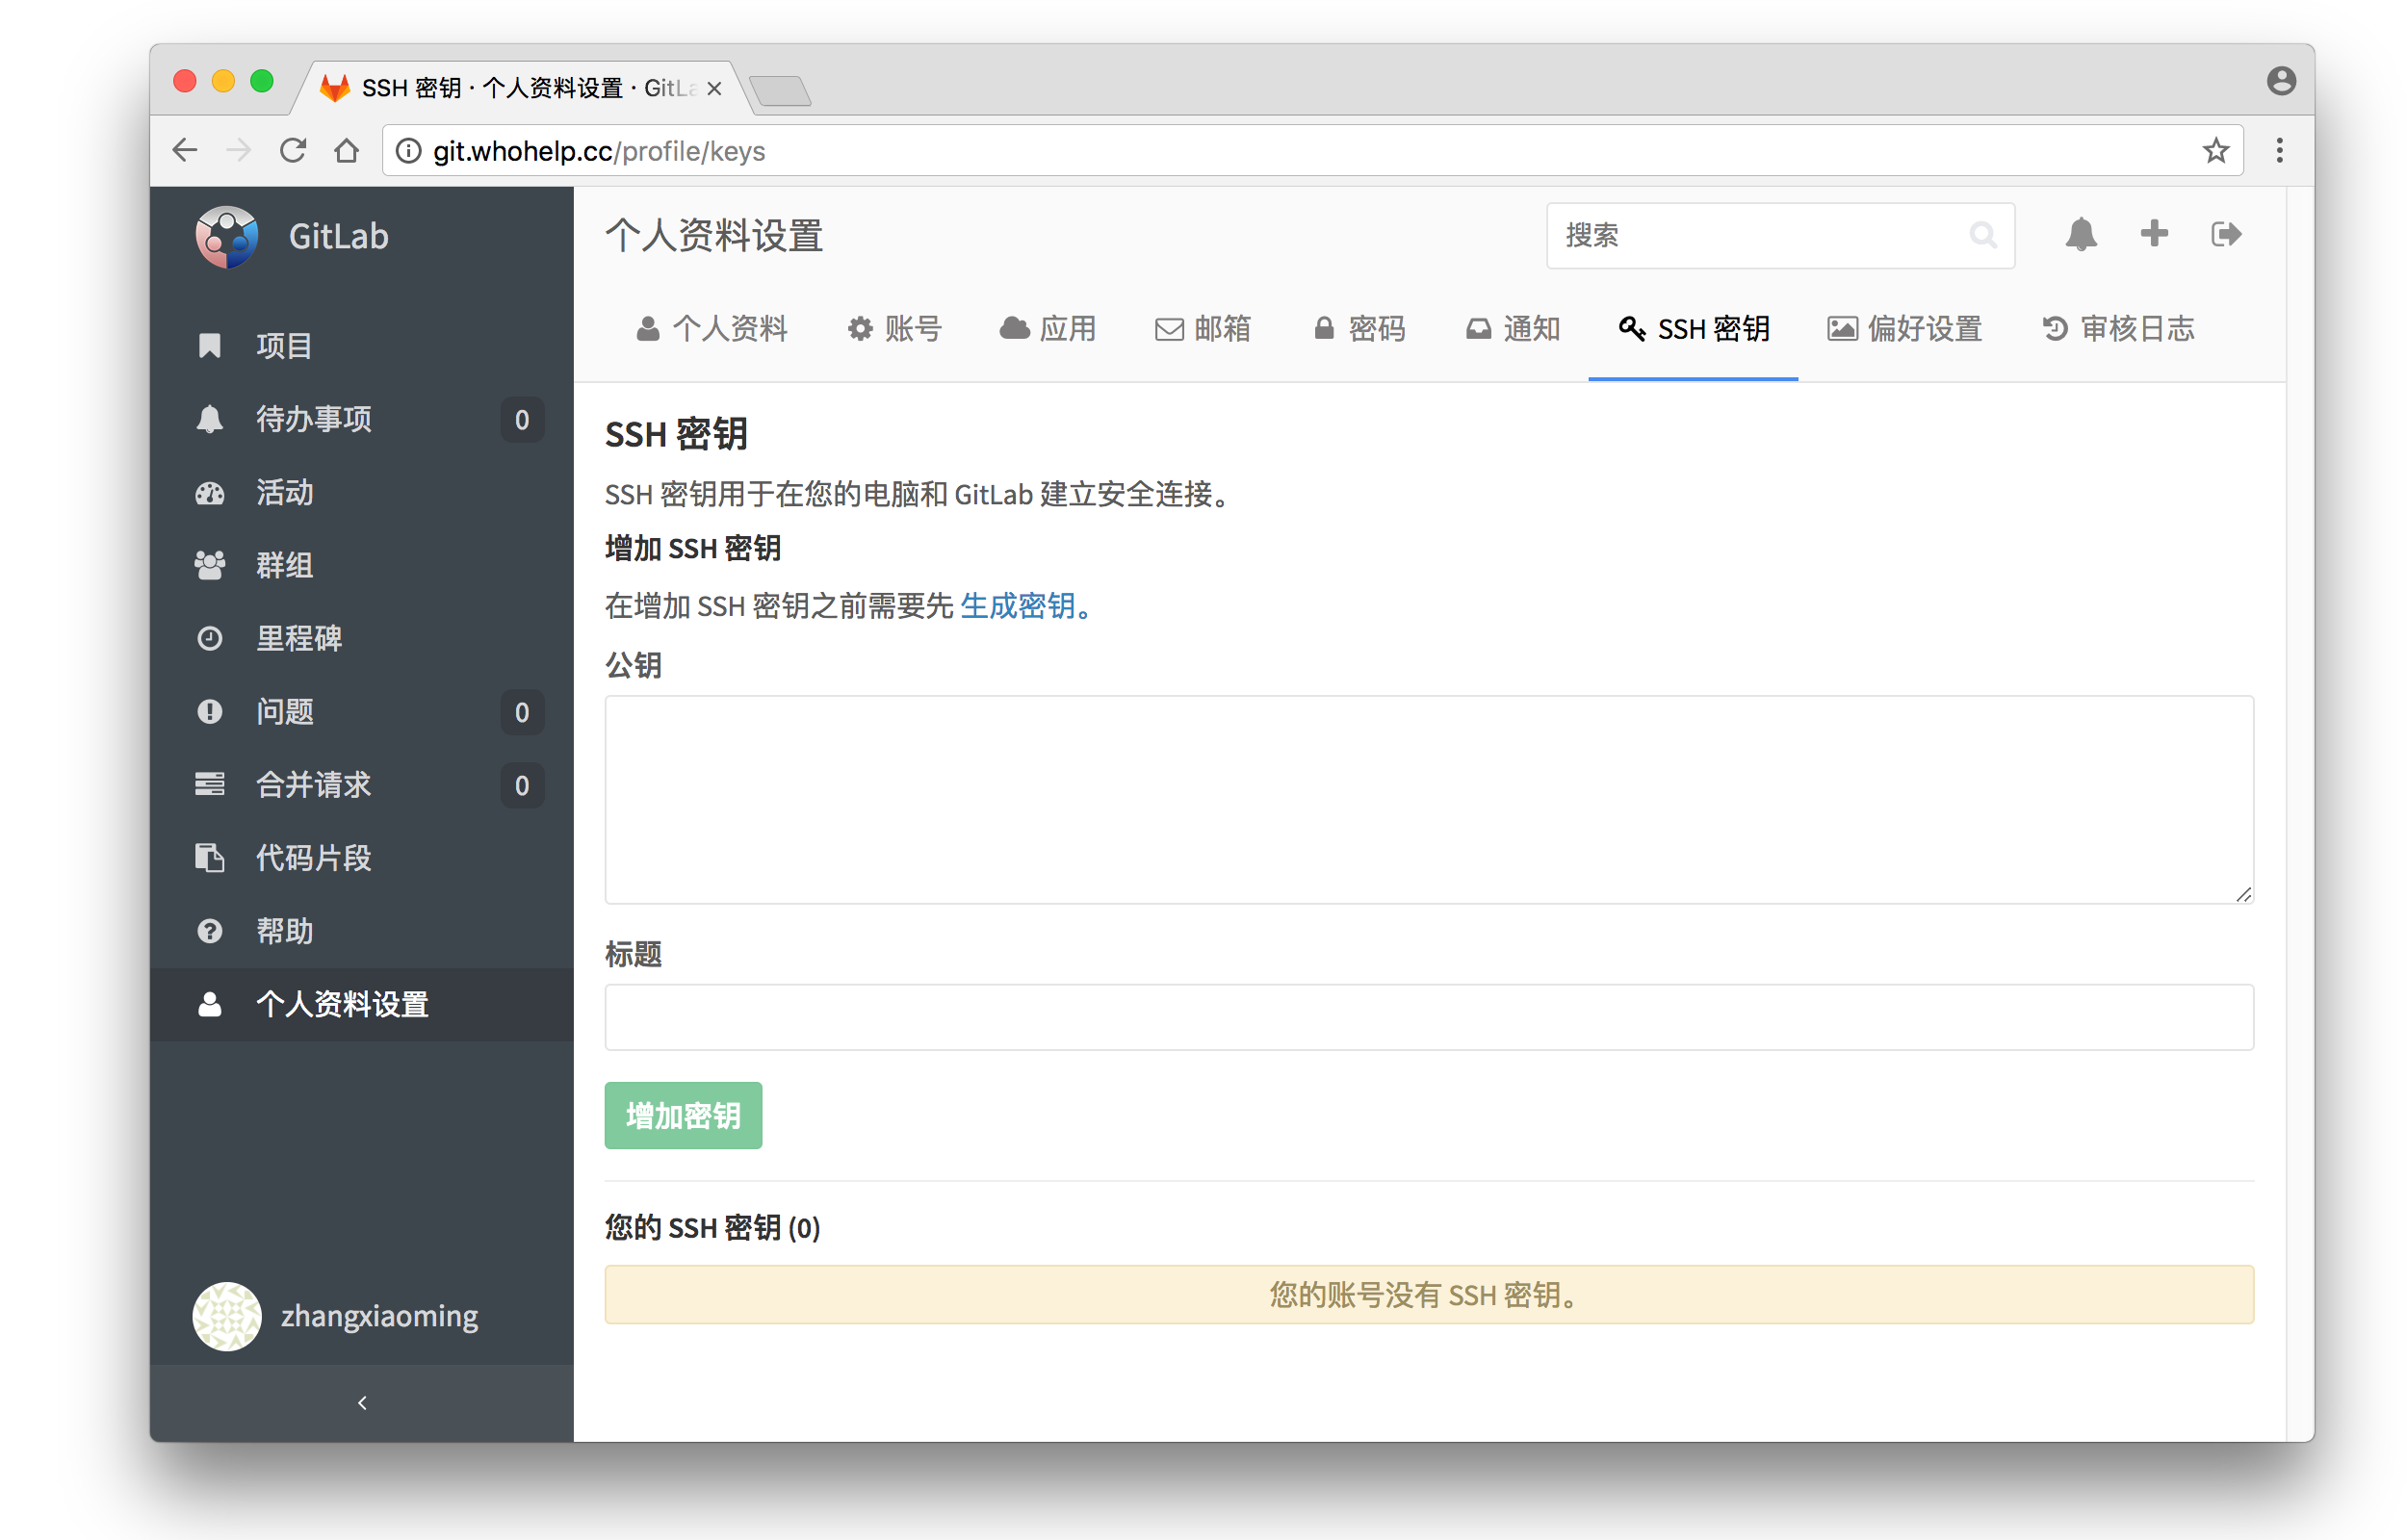 SSH 密钥 · 个人资料设置 · GitLa
git.whohelp.cc/profile/keys
GitLab
个人资料设置
搜索
个人资料
账号
应用
邮箱
密码
通知
SSH 密钥
偏好设置
审核日志
项目
待办事项 0
活动
群组
里程碑
问题 0
合并请求 0
代码片段
帮助
个人资料设置
zhangxiaoming
SSH 密钥
SSH 密钥用于在您的电脑和 GitLab 建立安全连接。
增加 SSH 密钥
在增加 SSH 密钥之前需要先 生成密钥。
公钥
标题
增加密钥
您的 SSH 密钥 (0)
您的账号没有 SSH 密钥。